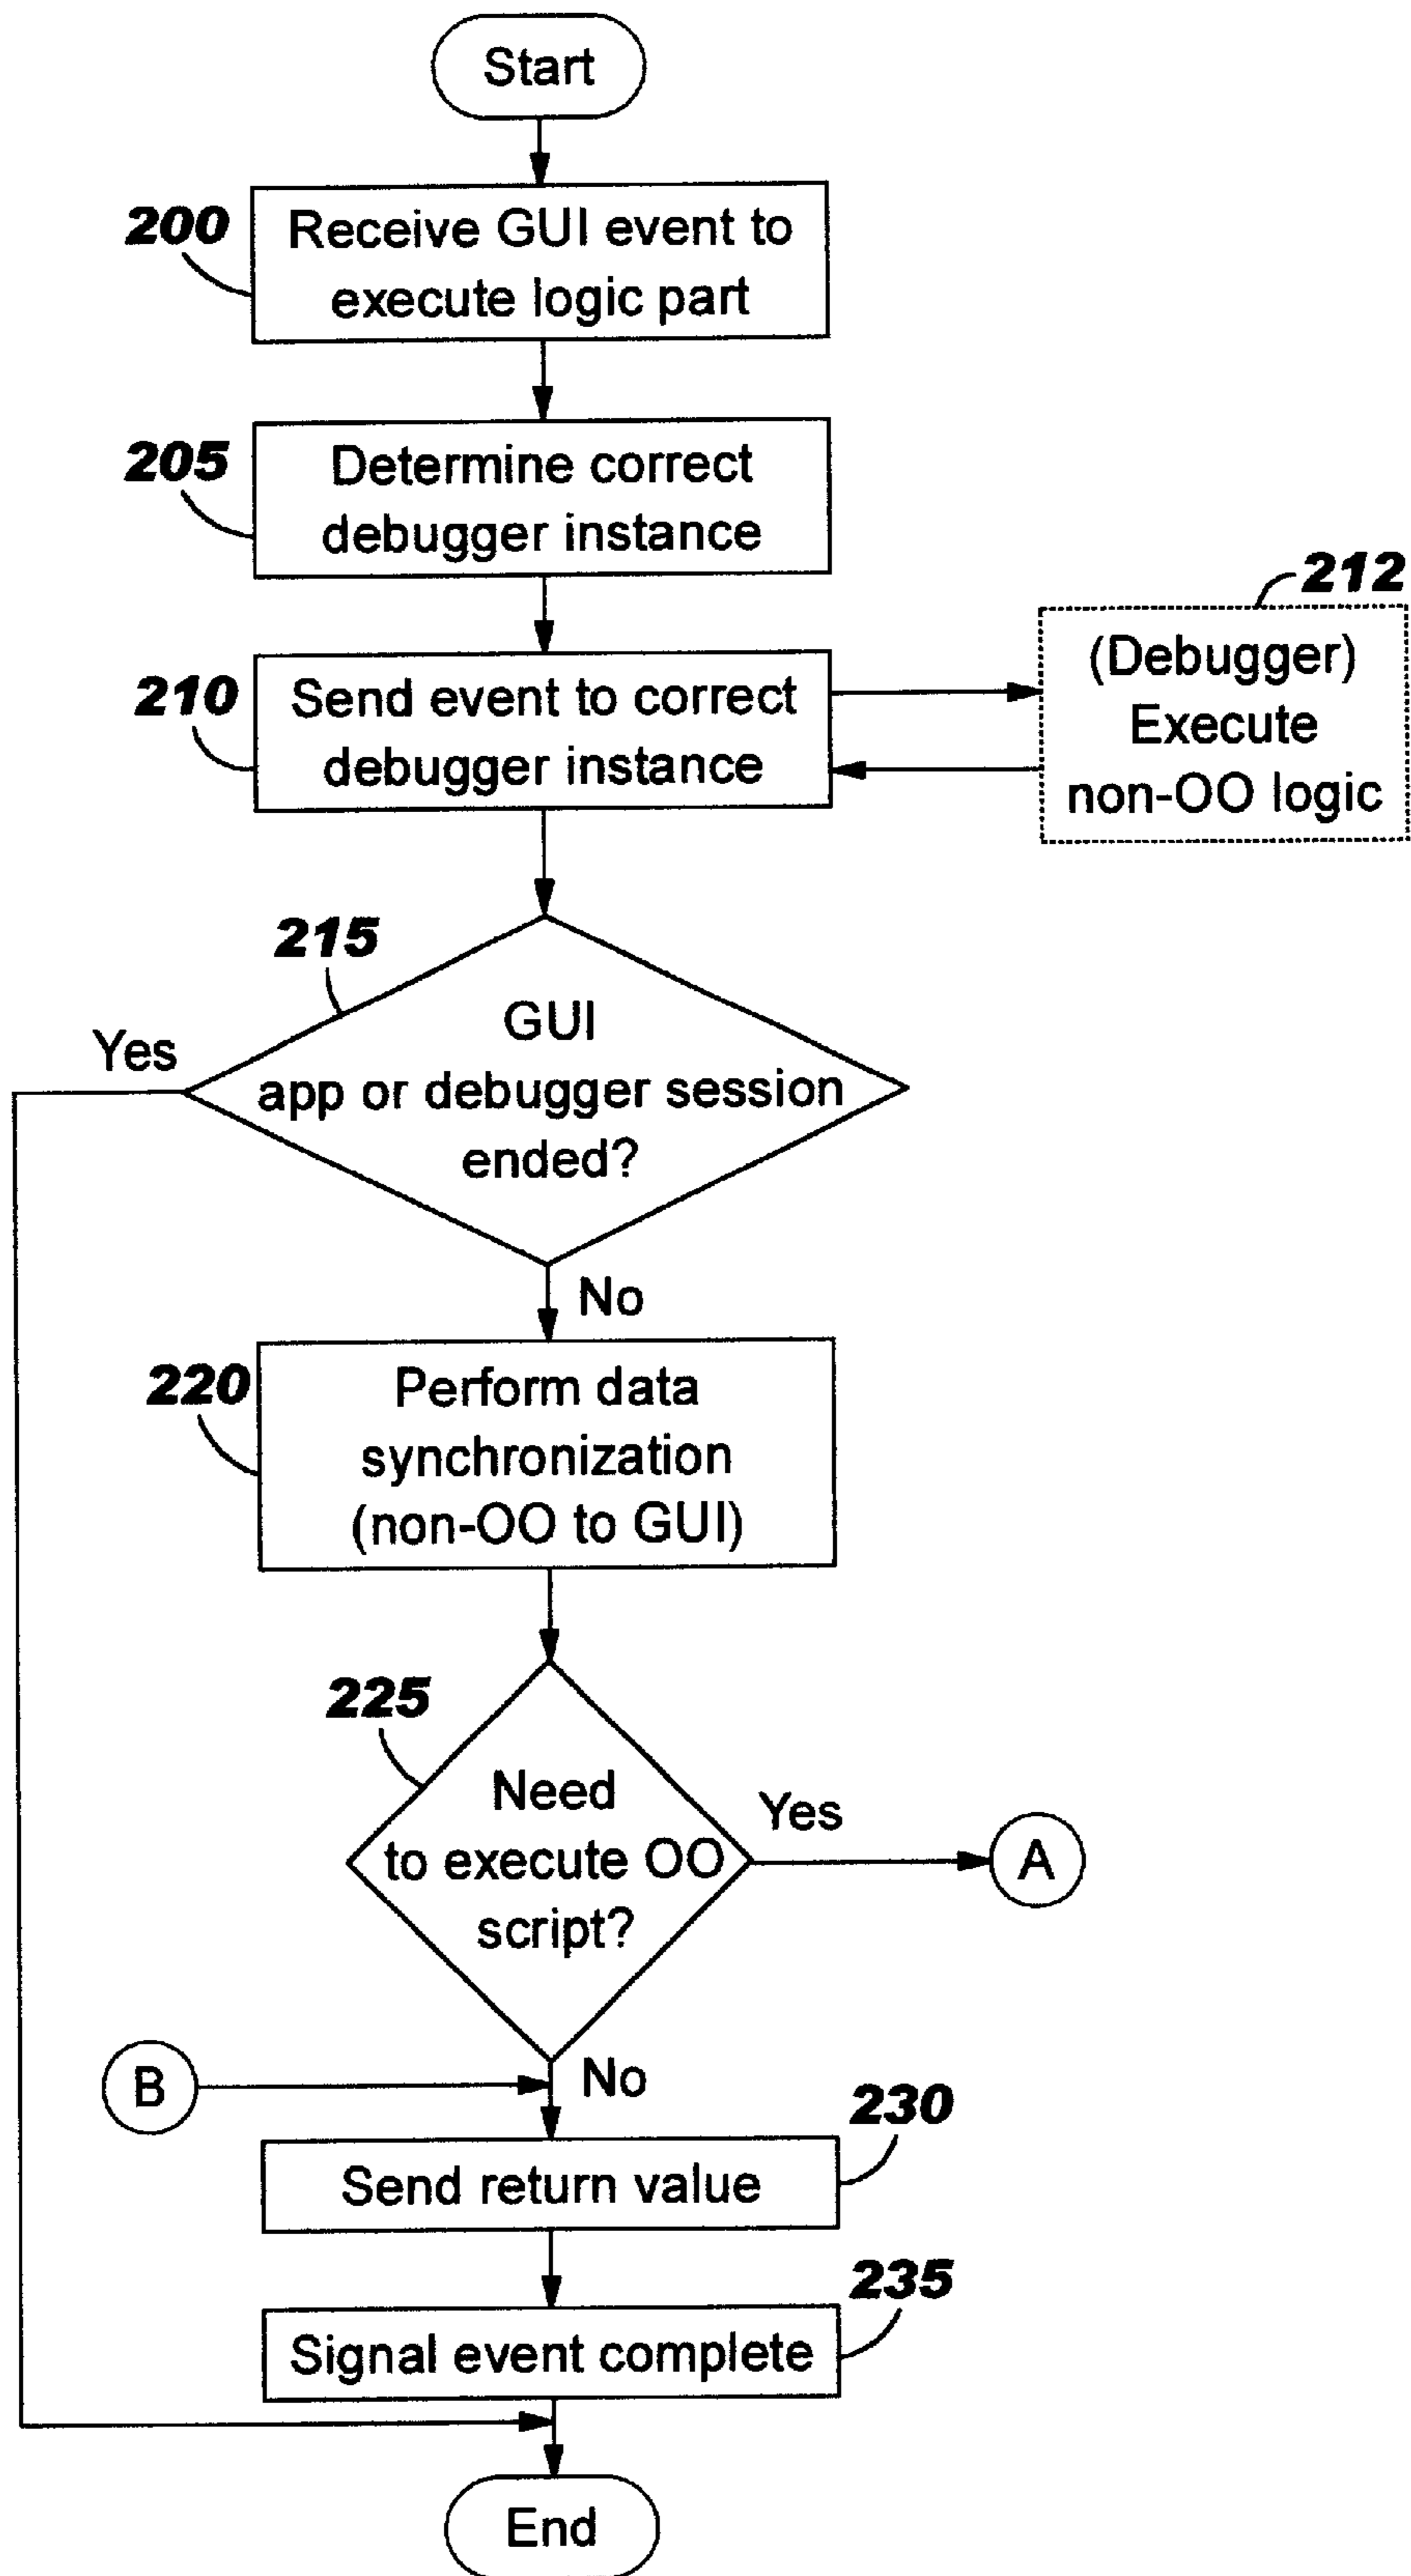 Start
200
Receive GUI event to
execute logic part
205
Determine correct
debugger instance
212
210
Send event to correct
debugger instance
(Debugger)
Execute
non-OO logic
215
GUI
app or debugger session
ended?
Yes
No
220
Perform data
synchronization
(non-OO to GUI)
225
Need
to execute OO
script?
Yes
A
B
No
230
Send return value
235
Signal event complete
End